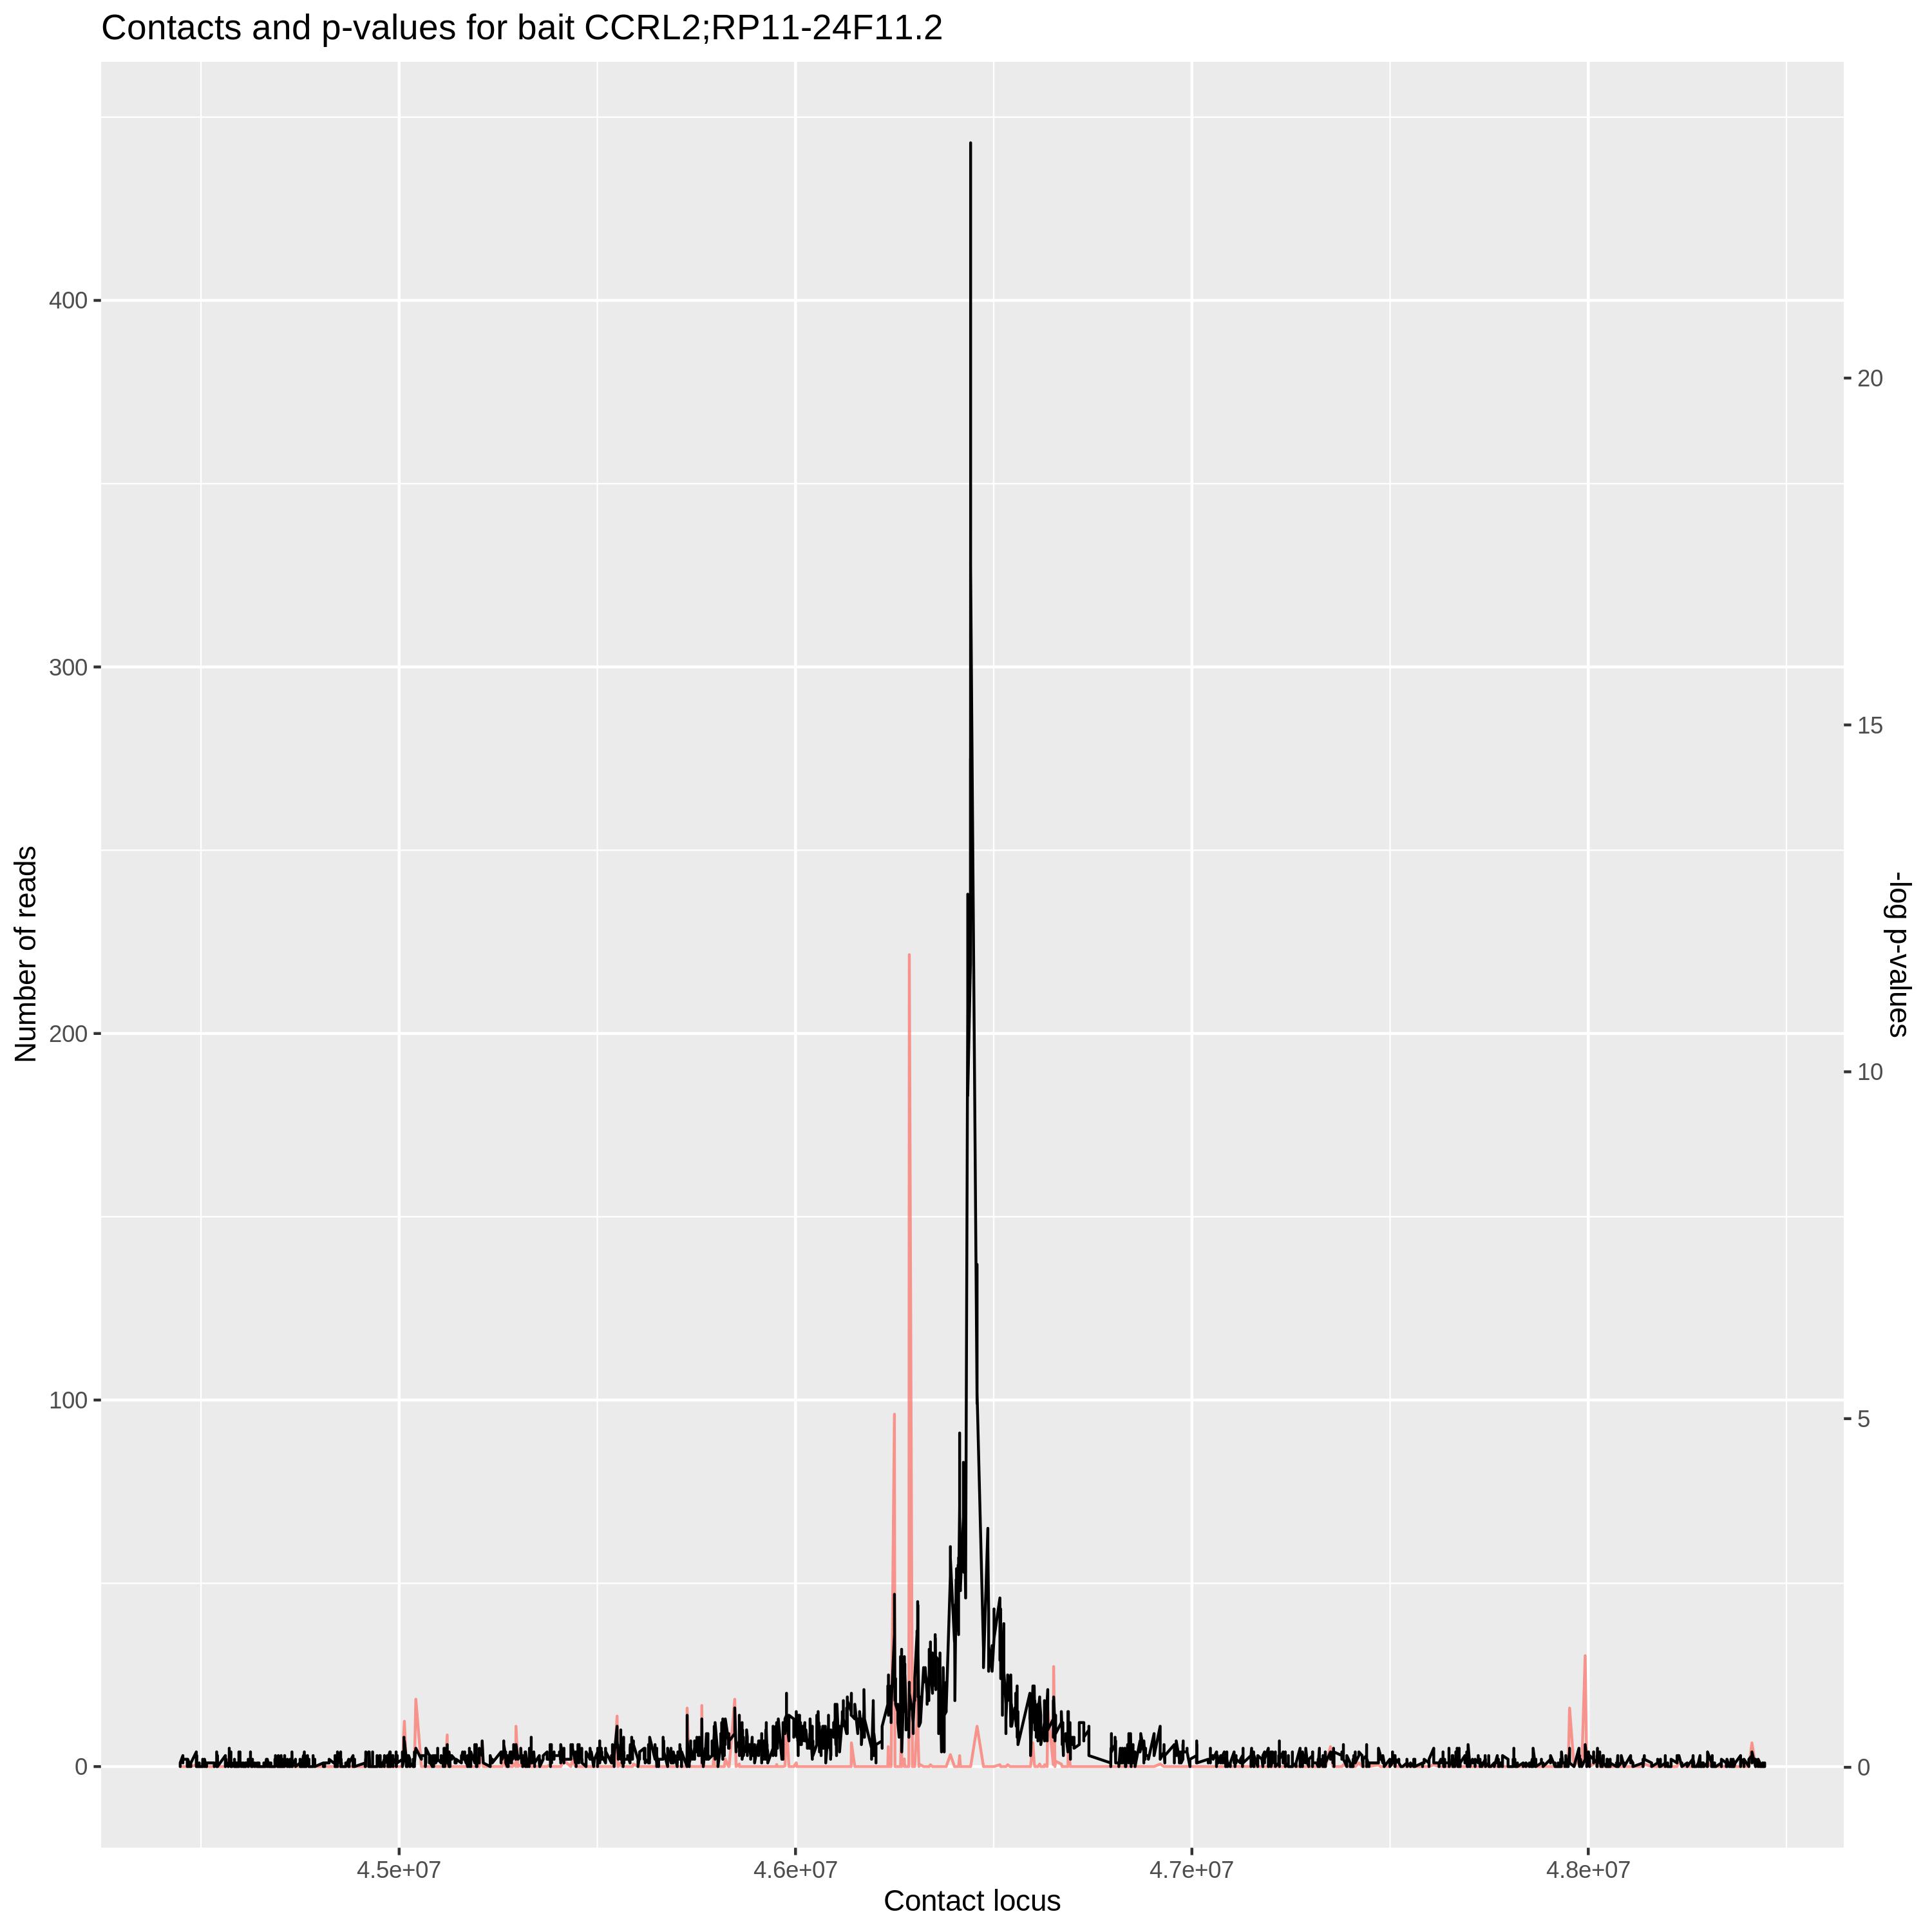 Contacts and p-values for bait CCRL2;RP11-24F11.2
400
300
200
100
0
Number of reads
20
15
10
5
0
-log p-values
4.5e+07
4.6e+07
4.7e+07
4.8e+07
Contact locus